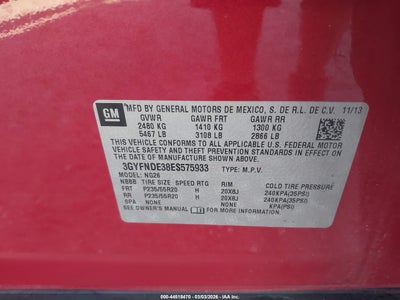 GM
MFD BY GENERAL MOTORS DE MEXICO, S. DE R.L. DE C.V. 11/13
GVWR GAWR FRT GAWR RR
2480 KG 1410 KG 1300 KG
5467 LB 3108 LB 2866 LB
THIS VEHICLE CONFORMS TO ALL APPLICABLE U.S. FEDERAL MOTOR
VEHICLE SAFETY AND THEFT PREVENTION STANDARDS IN EFFECT ON
THE DATE OF MANUFACTURE SHOWN ABOVE.
3GYFNDE38ES575933 TYPE: M.P.V.
MODEL: NG26
NBBB TIRE SIZE SPEED RTG RIM COLD TIRE PRESSURE
FRT P235/55R20 20X8J 240KPA(35PSI)
RR P235/55R20 20X8J 240KPA(35PSI)
SEE OWNER'S MANUAL NONE KPA(PSI)
FOR MORE INFORMATION. NONE
© IAA 000-44518470 03/03/2026